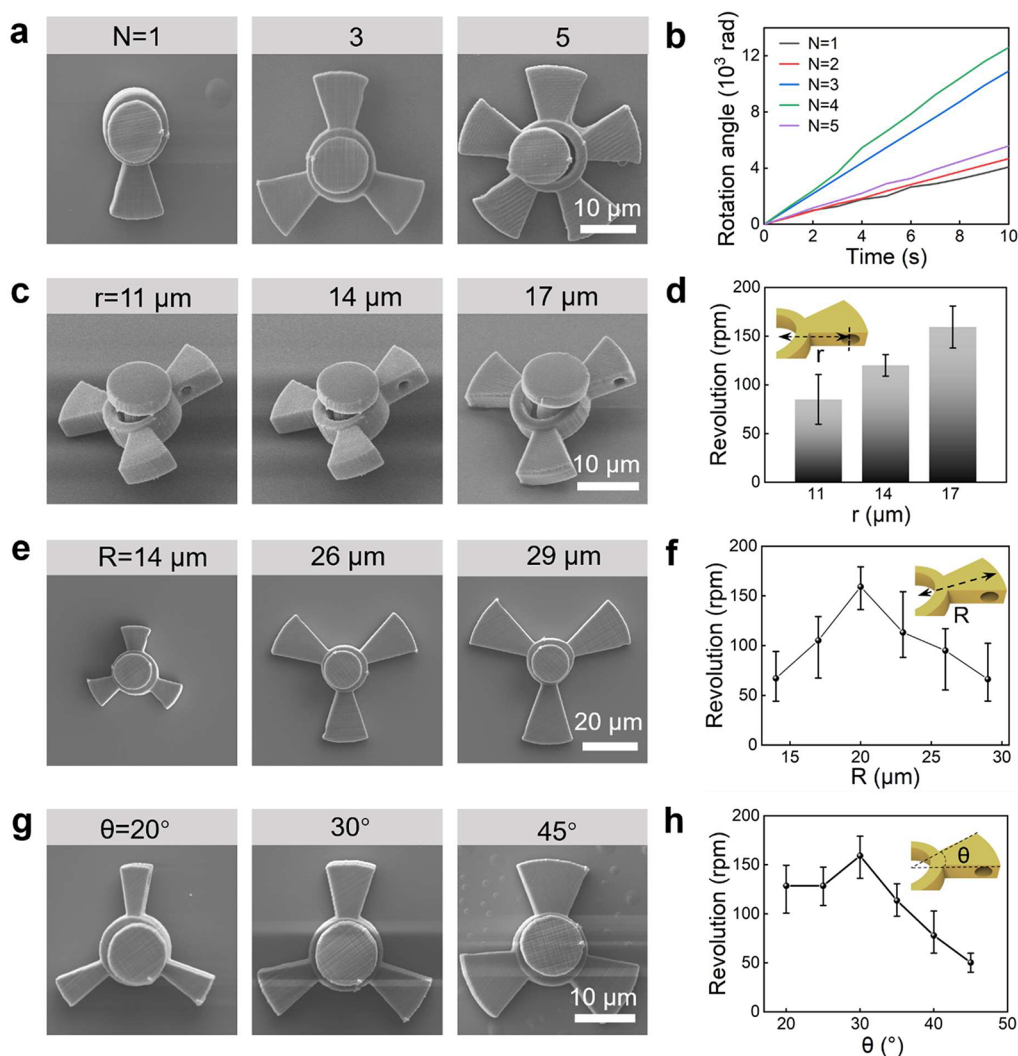 a
N=1
3
5
10 μm
b
Rotation angle (10³ rad)
12
8
4
0
N=1
N=2
N=3
N=4
N=5
0 2 4 6 8 10
Time (s)
c
r=11 μm
14 μm
17 μm
10 μm
d
Revolution (rpm)
200
150
100
50
0
r
11 14 17
r (μm)
e
R=14 μm
26 μm
29 μm
20 μm
f
Revolution (rpm)
200
150
100
50
0
R
15 20 25 30
R (μm)
g
θ=20°
30°
45°
10 μm
h
Revolution (rpm)
200
150
100
50
0
θ
20 30 40 50
θ (°)